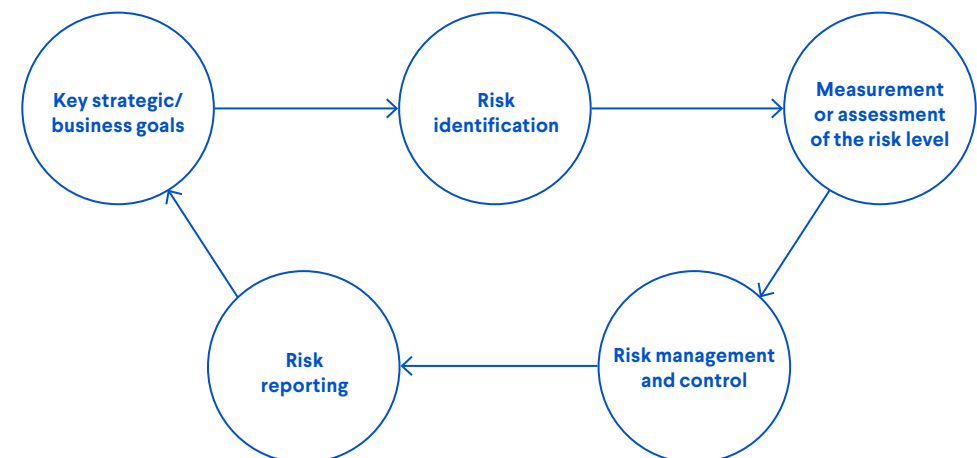 Key strategic/
business goals
Risk
identification
Measurement
or assessment
of the risk level
Risk management
and control
Risk
reporting